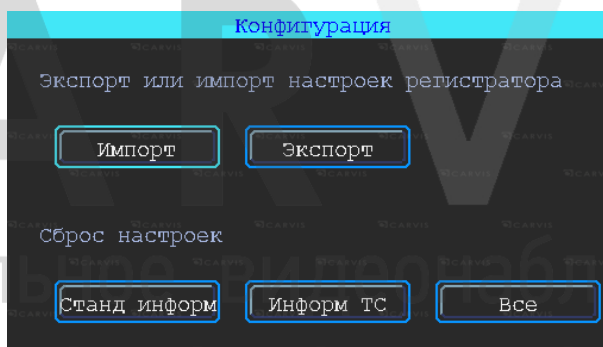 Конфигурация
Экспорт или импорт настроек регистратора
Импорт Экспорт
Сброс настроек
Станд информ Информ ТС Все